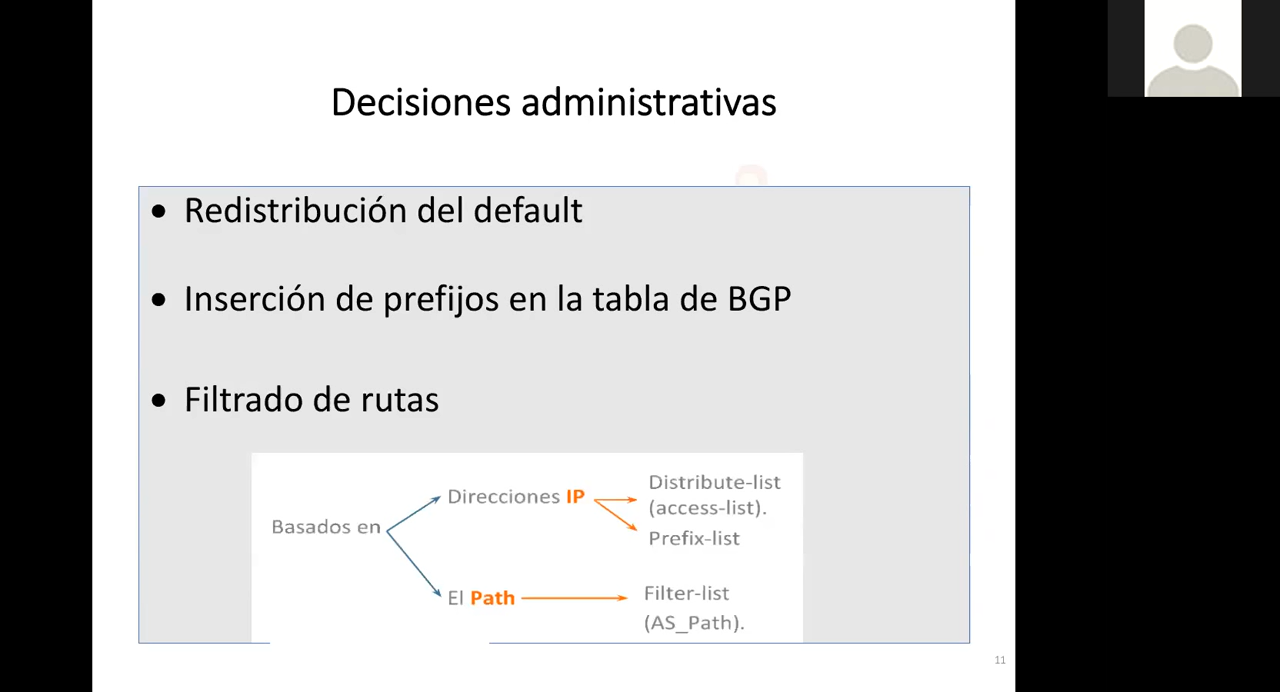 Decisiones administrativas
• Redistribución del default
• Inserción de prefijos en la tabla de BGP
• Filtrado de rutas
Basados en
Direcciones IP
Distribute-list
(access-list).
Prefix-list
El Path
Filter-list
(AS_Path).
11